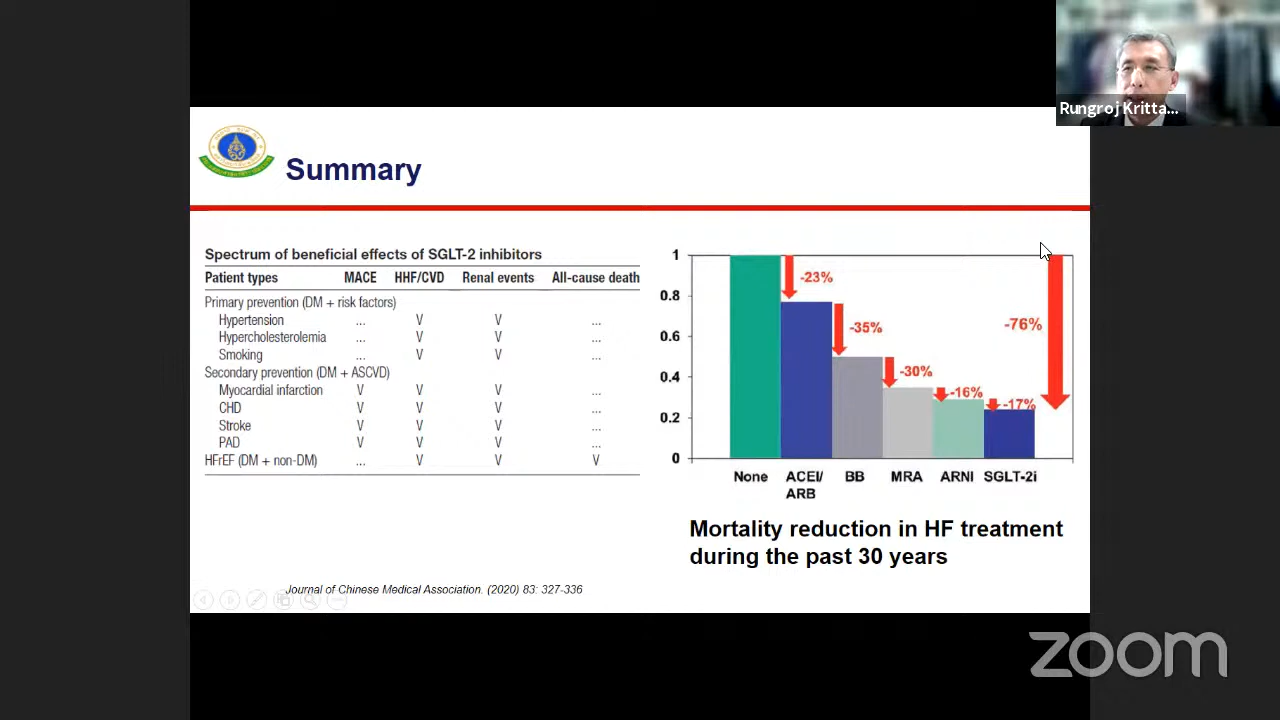 Rungroj Kritta...
Summary
Spectrum of beneficial effects of SGLT-2 inhibitors
Patient types MACE HHF/CVD Renal events All-cause death
Primary prevention (DM + risk factors)
Hypertension ... V V ...
Hypercholesterolemia ... V V ...
Smoking ... V V ...
Secondary prevention (DM + ASCVD)
Myocardial infarction V V V ...
CHD V V V ...
Stroke V V V ...
PAD V V V ...
HFrEF (DM + non-DM) ... V V V
1
0.8
0.6
0.4
0.2
0
-23%
-35%
-30%
-16%
-17%
-76%
None ACEI/ BB MRA ARNI SGLT-2i
ARB
Mortality reduction in HF treatment
during the past 30 years
Journal of Chinese Medical Association. (2020) 83: 327-336
zoom